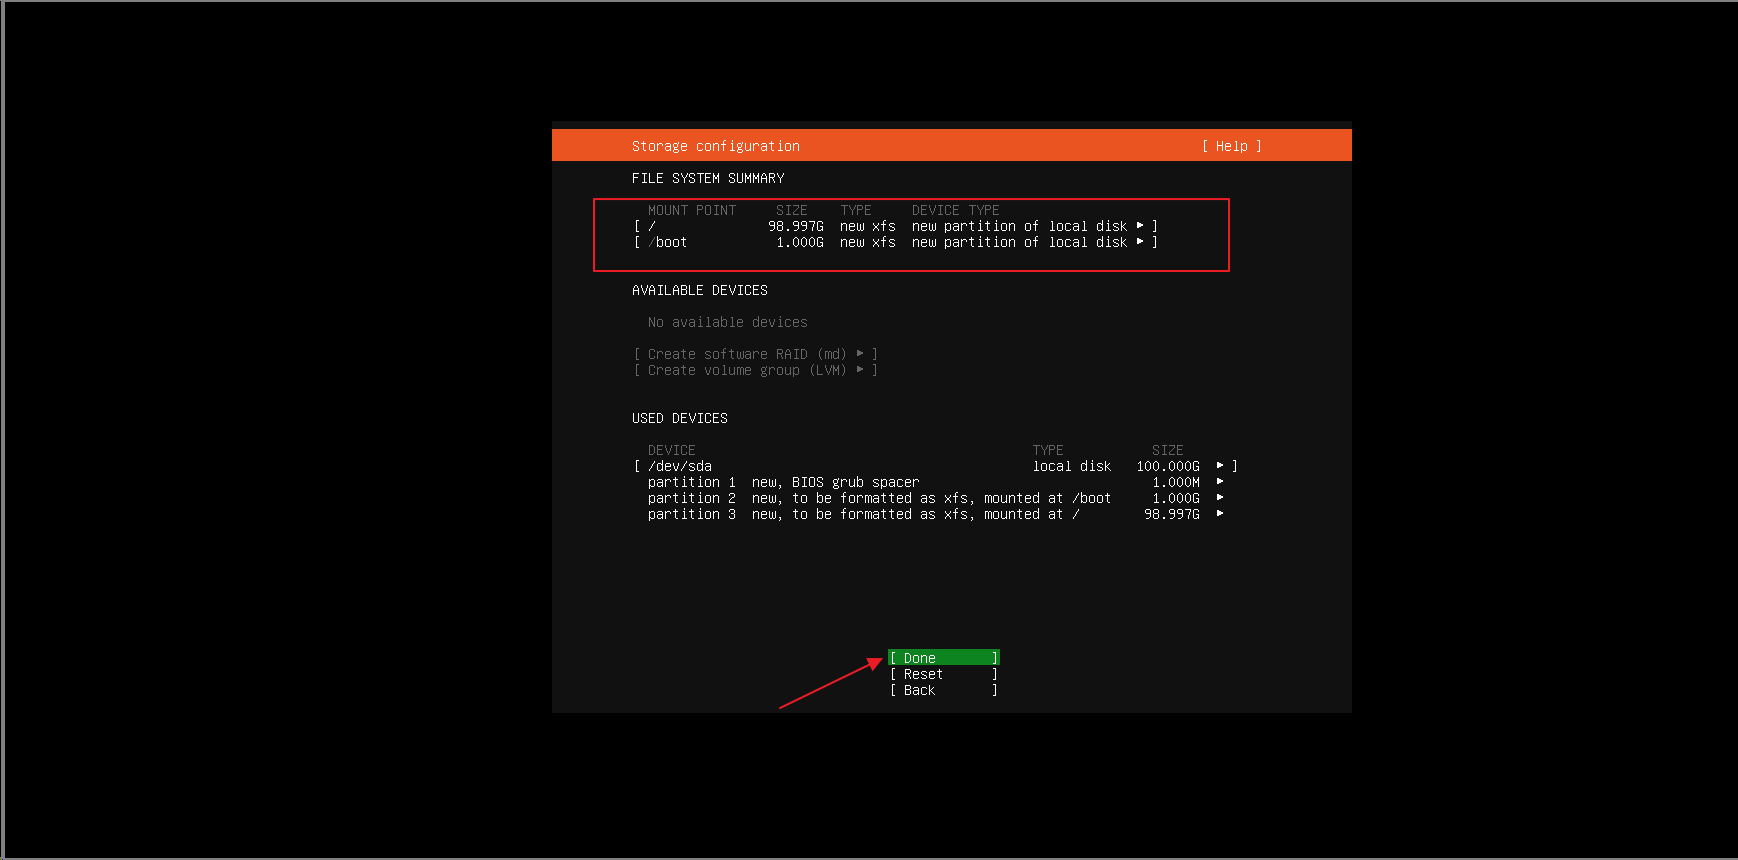 Storage configuration [ Help ]
FILE SYSTEM SUMMARY
MOUNT POINT SIZE TYPE DEVICE TYPE
[ / 98.997G new xfs new partition of local disk ▸ ]
[ /boot 1.000G new xfs new partition of local disk ▸ ]
AVAILABLE DEVICES
No available devices
[ Create software RAID (md) ▸ ]
[ Create volume group (LVM) ▸ ]
USED DEVICES
DEVICE TYPE SIZE
[ /dev/sda local disk 100.000G ▸ ]
partition 1 new, BIOS grub spacer 1.000M ▸
partition 2 new, to be formatted as xfs, mounted at /boot 1.000G ▸
partition 3 new, to be formatted as xfs, mounted at / 98.997G ▸
[ Done ]
[ Reset ]
[ Back ]